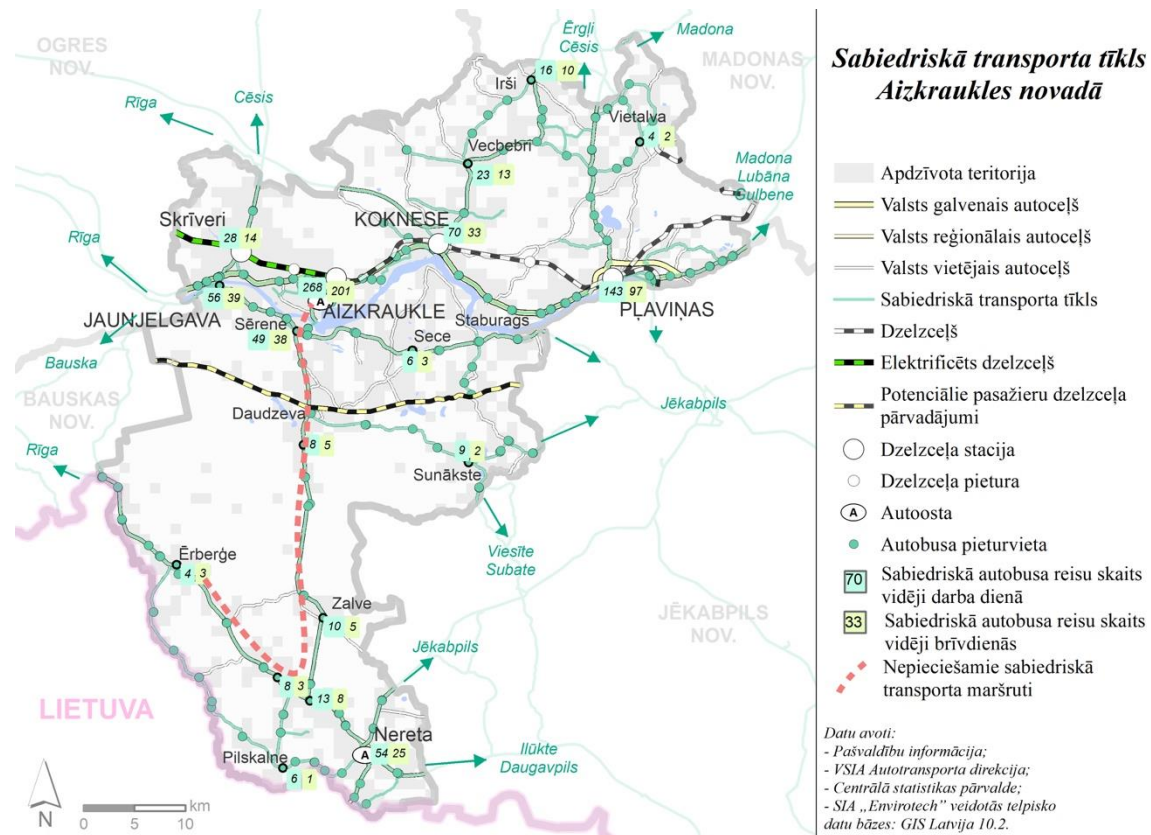 Sabiedriskā transporta tīkls
Aizkraukles novadā
Apdzīvota teritorija
Valsts galvenais autoceļš
Valsts reģionālais autoceļš
Valsts vietējais autoceļš
Sabiedriskā transporta tīkls
Dzelzceļš
Elektrificēts dzelzceļš
Potenciālie pasažieru dzelzceļa
pārvadājumi
Dzelzceļa stacija
Dzelzceļa pietura
A Autoosta
Autobusa pieturvieta
70 Sabiedriskā autobusa reisu skaits
vidēji darba dienā
33 Sabiedriskā autobusa reisu skaits
vidēji brīvdienās
Nepieciešamie sabiedriskā
transporta maršruti
Datu avoti:
- Pašvaldību informācija;
- VSIA Autotransporta direkcija;
- Centrālā statistikas pārvalde;
- SIA „Envirotech” veidotās telpisko
datu bāzes: GIS Latvija 10.2.
OGRES
NOV.
Rīga
Cēsis
Ērgļi
Cēsis
Madona
MADONAS
NOV.
Irši
16 10
Vietalva
4 2
Vecbebri
23 13
Madona
Lubāna
Gulbene
Skrīveri
28 14
KOKNESE
70 33
Rīga
56 39
JAUNJELGAVA
268 201
A
AIZKRAUKLE
143 97
PĻAVIŅAS
Staburags
Sērene
49 38
Sece
6 3
Bauska
BAUSKAS
NOV.
Daudzeva
8 5
Jēkabpils
9 2
Sunākste
Rīga
Viesīte
Subate
Ērberģe
4 3
Zalve
10 5
JĒKABPILS
NOV.
Jēkabpils
8 3
13 8
LIETUVA
Nereta
A
54 25
Pilskalne
6 1
Ilūkte
Daugavpils
N
km
0 5 10